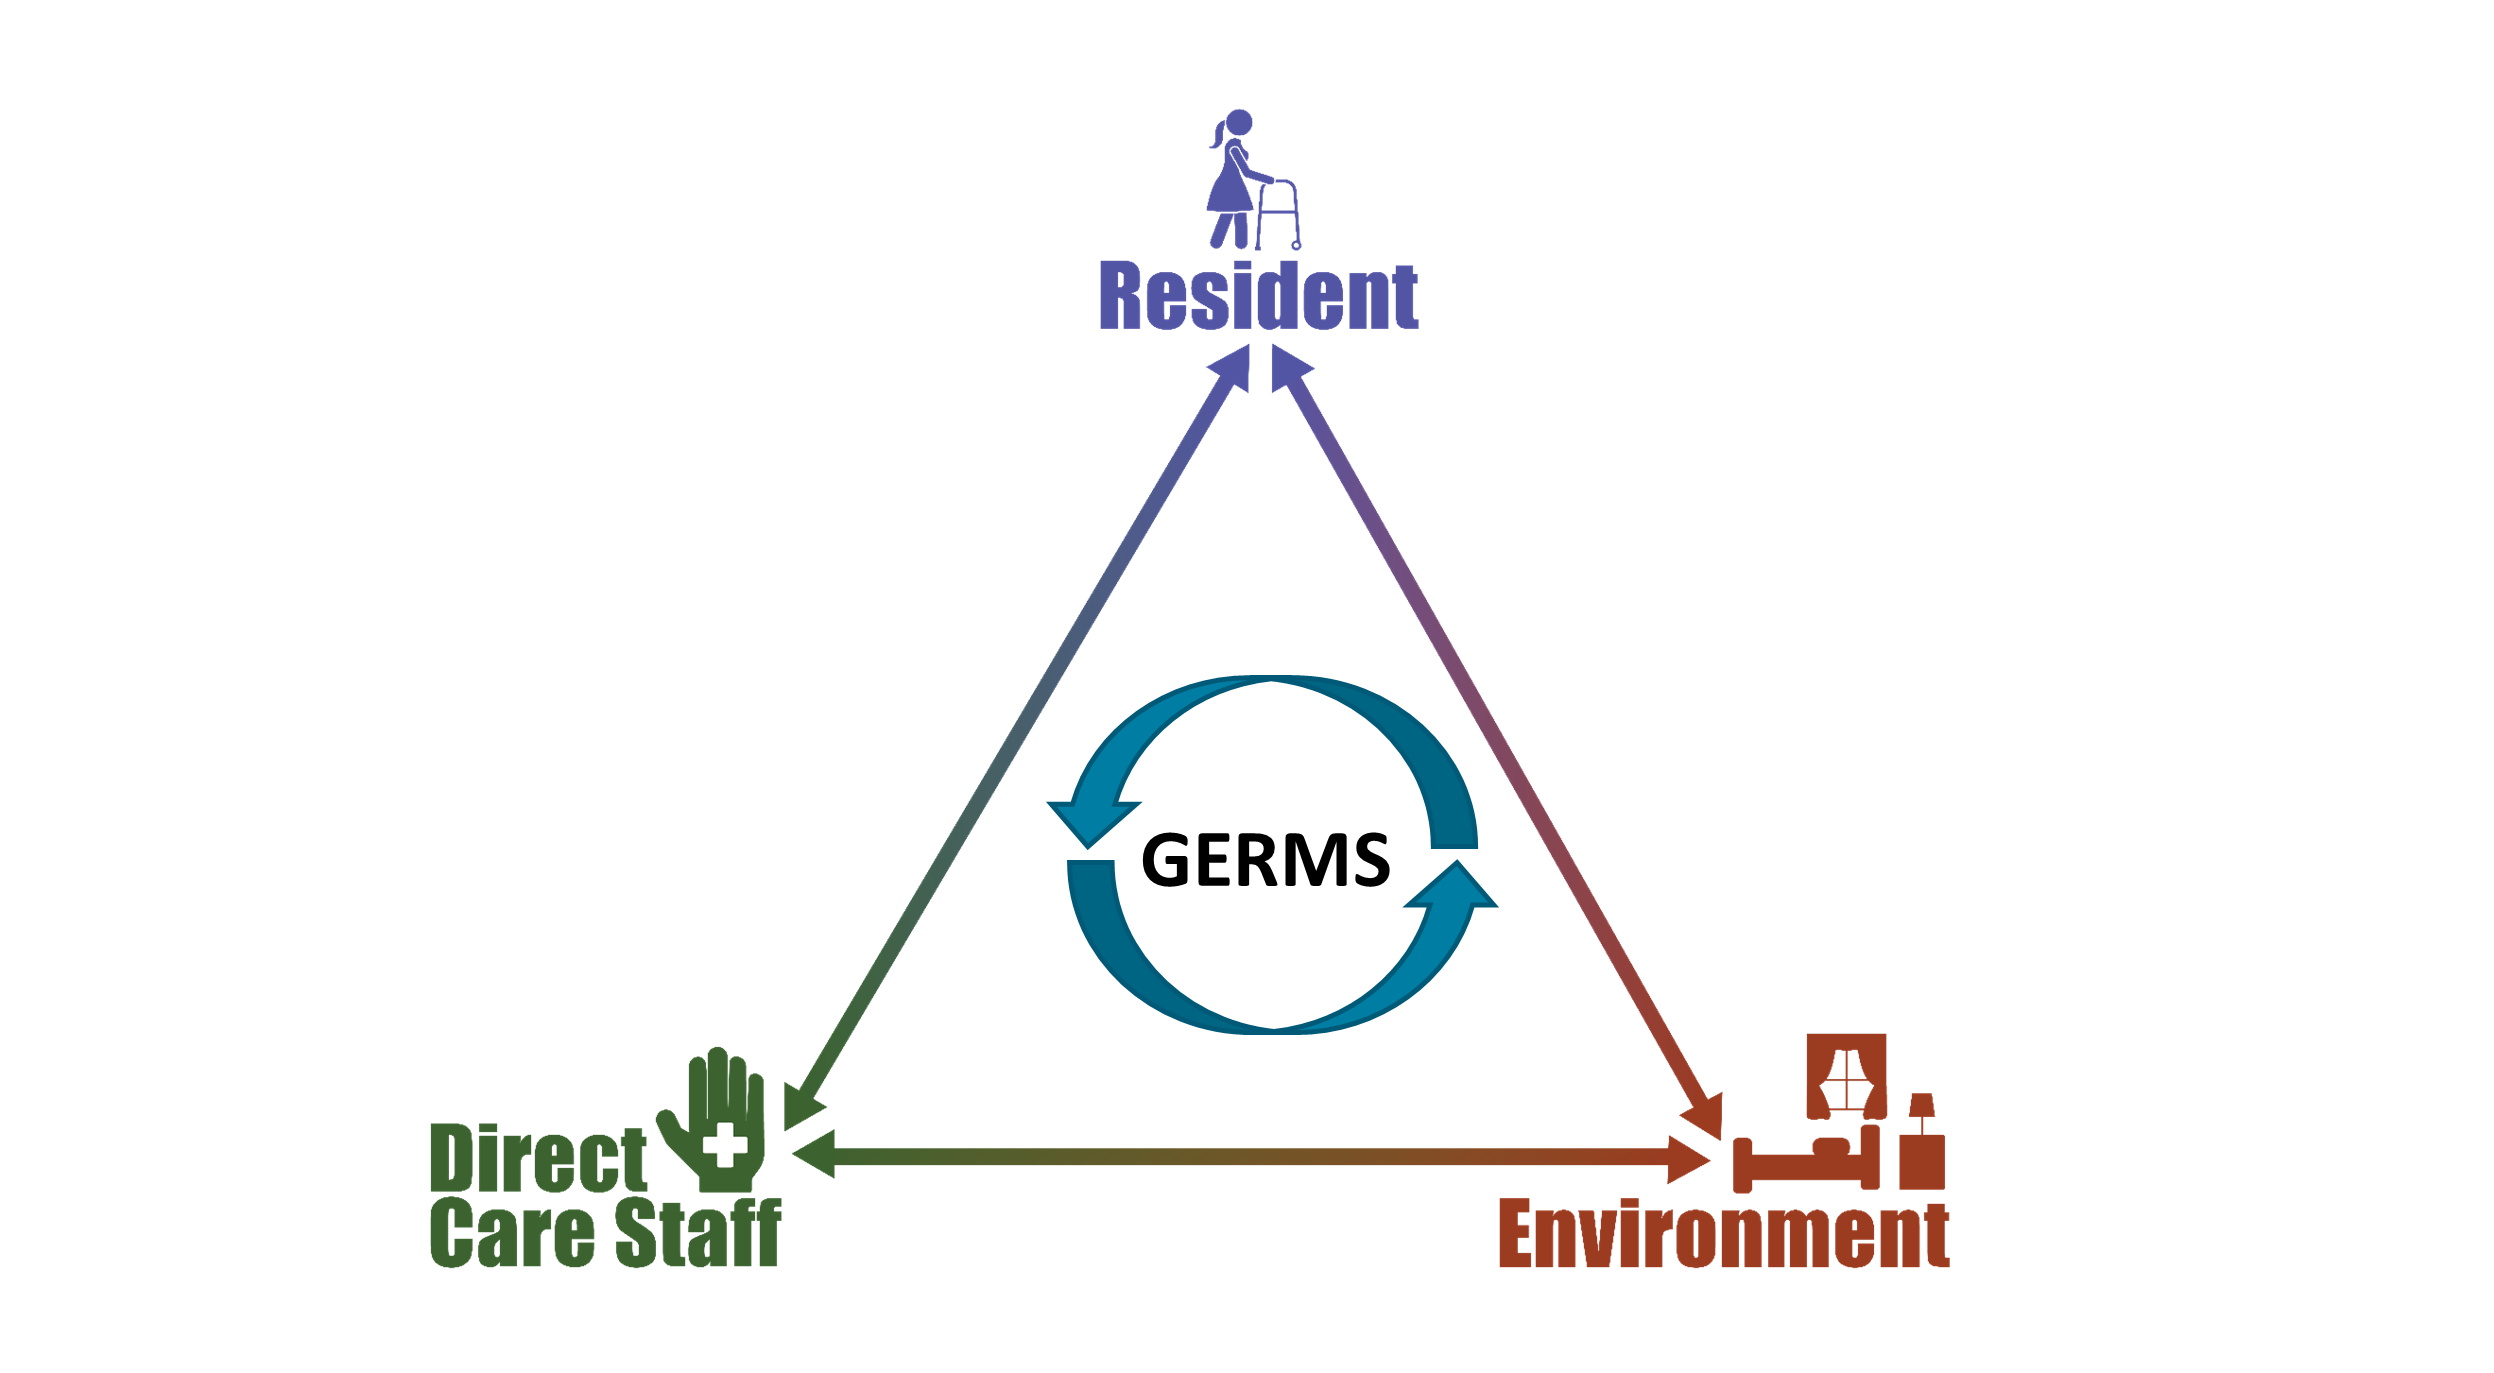 Resident
GERMS
Direct
Care Staff
Environment